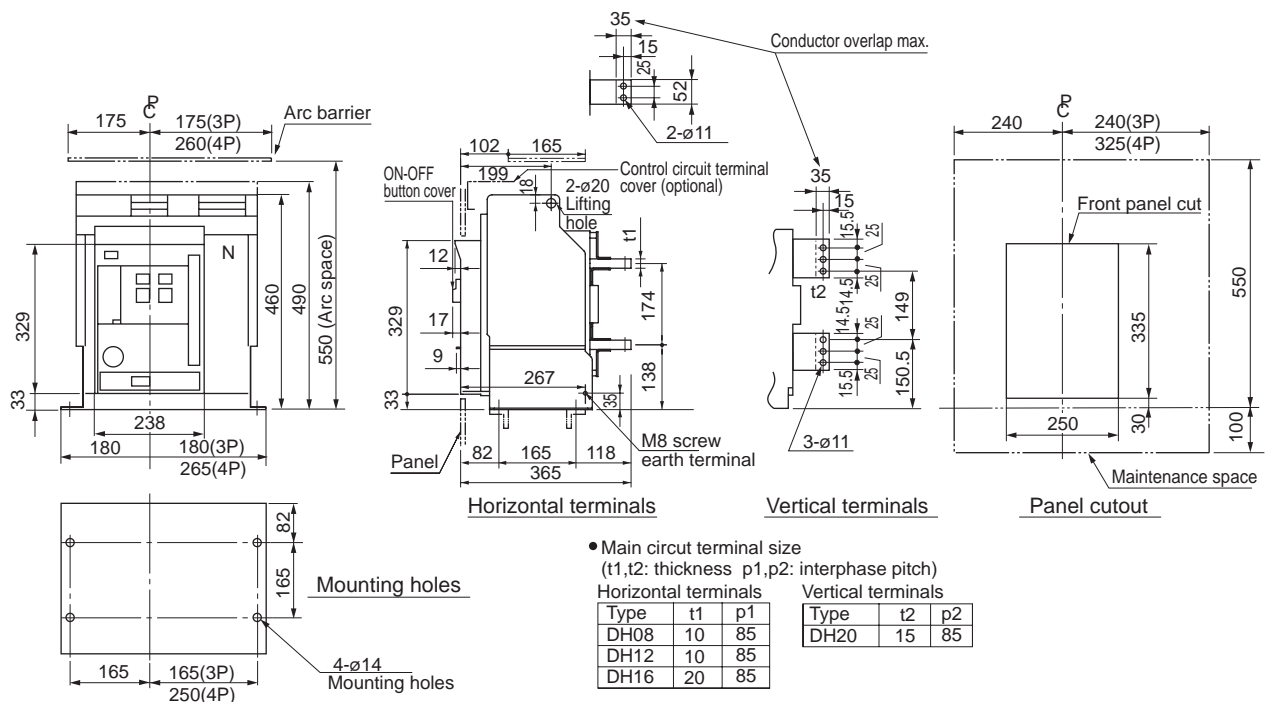 35
Conductor overlap max.
15
25
52
2-ø11
P
C
175
175(3P)
260(4P)
Arc barrier
102
165
199
Control circuit terminal
cover (optional)
ON-OFF
button cover
18
2-ø20
Lifting
hole
t1
N
12
329
17
9
33
174
138
267
35
M8 screw
earth terminal
82
165
118
365
Panel
Horizontal terminals
329
33
460
490
550 (Arc space)
238
180
180(3P)
265(4P)
35
15
15.5
25
25
t2
14.5
149
14.5
25
25
15.5
150.5
3-ø11
Vertical terminals
P
C
240
240(3P)
325(4P)
Front panel cut
335
550
250
30
100
Maintenance space
Panel cutout
82
165
Mounting holes
165
165(3P)
250(4P)
4-ø14
Mounting holes
● Main circut terminal size
(t1,t2: thickness p1,p2: interphase pitch)
Horizontal terminals
Type t1 p1
DH08 10 85
DH12 10 85
DH16 20 85
Vertical terminals
Type t2 p2
DH20 15 85